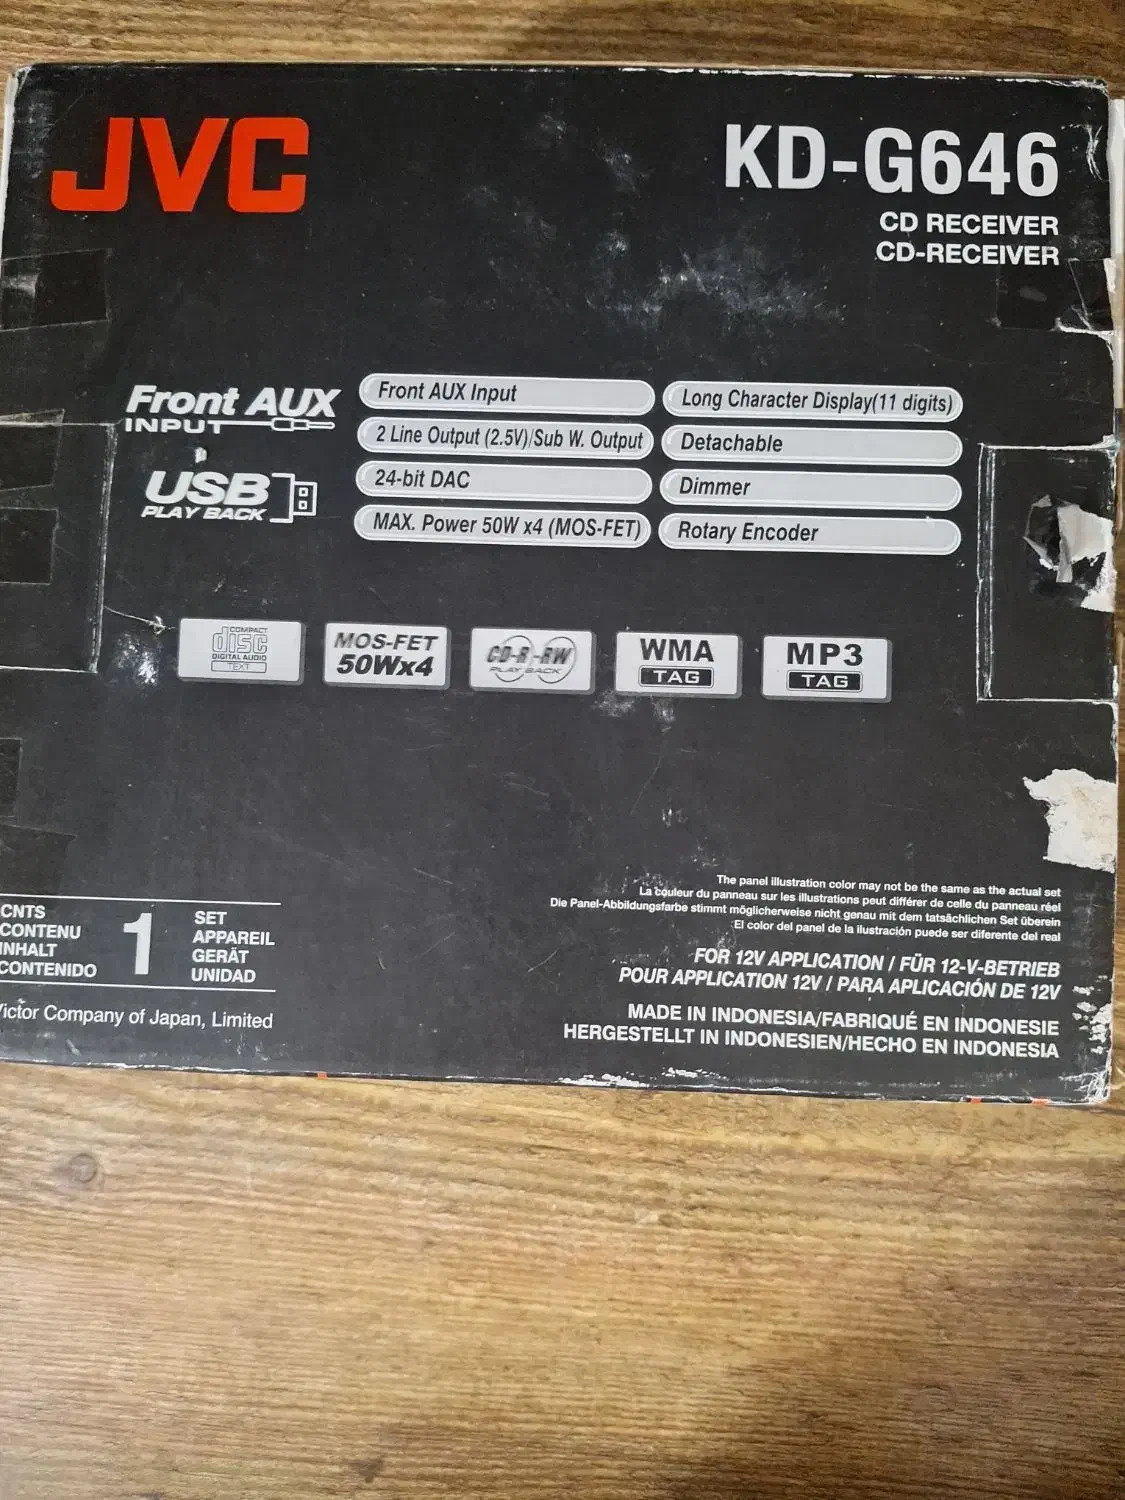 JVC
KD-G646
CD RECEIVER
CD-RECEIVER
Front AUX
INPUT
USB
PLAY BACK
Front AUX Input
2 Line Output (2.5V)/Sub W. Output
24-bit DAC
MAX. Power 50W x4 (MOS-FET)
Long Character Display(11 digits)
Detachable
Dimmer
Rotary Encoder
COMPACT
disc
DIGITAL AUDIO
TEXT
MOS-FET
50Wx4
CD-R/-RW
PLAY BACK
WMA
TAG
MP3
TAG
The panel illustration color may not be the same as the actual set
La couleur du panneau sur les illustrations peut différer de celle du panneau réel
Die Panel-Abbildungsfarbe stimmt möglicherweise nicht genau mit dem tatsächlichen Set überein
El color del panel de la ilustración puede ser diferente del real
CNTS
CONTENU
INHALT
CONTENIDO
1
SET
APPAREIL
GERÄT
UNIDAD
FOR 12V APPLICATION / FÜR 12-V-BETRIEB
POUR APPLICATION 12V / PARA APLICACIÓN DE 12V
Victor Company of Japan, Limited
MADE IN INDONESIA/FABRIQUÉ EN INDONESIE
HERGESTELLT IN INDONESIEN/HECHO EN INDONESIA